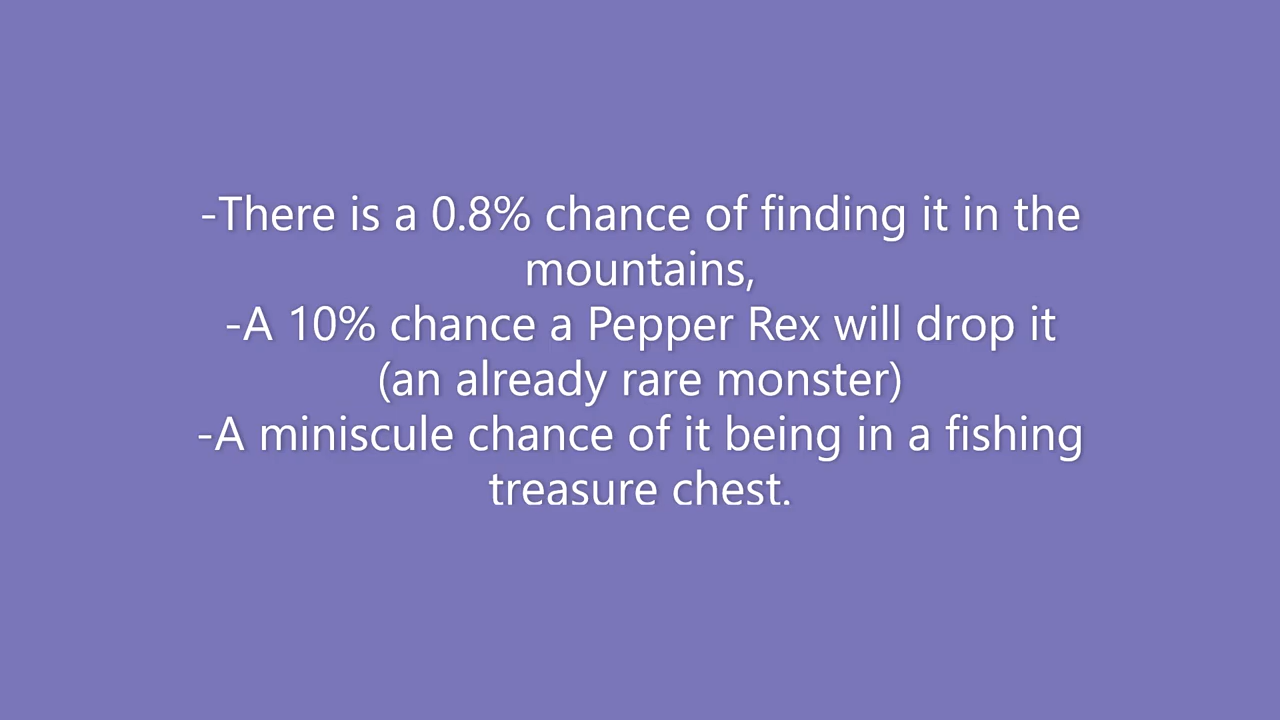 -There is a 0.8% chance of finding it in the
mountains,
-A 10% chance a Pepper Rex will drop it
(an already rare monster)
-A miniscule chance of it being in a fishing
treasure chest.